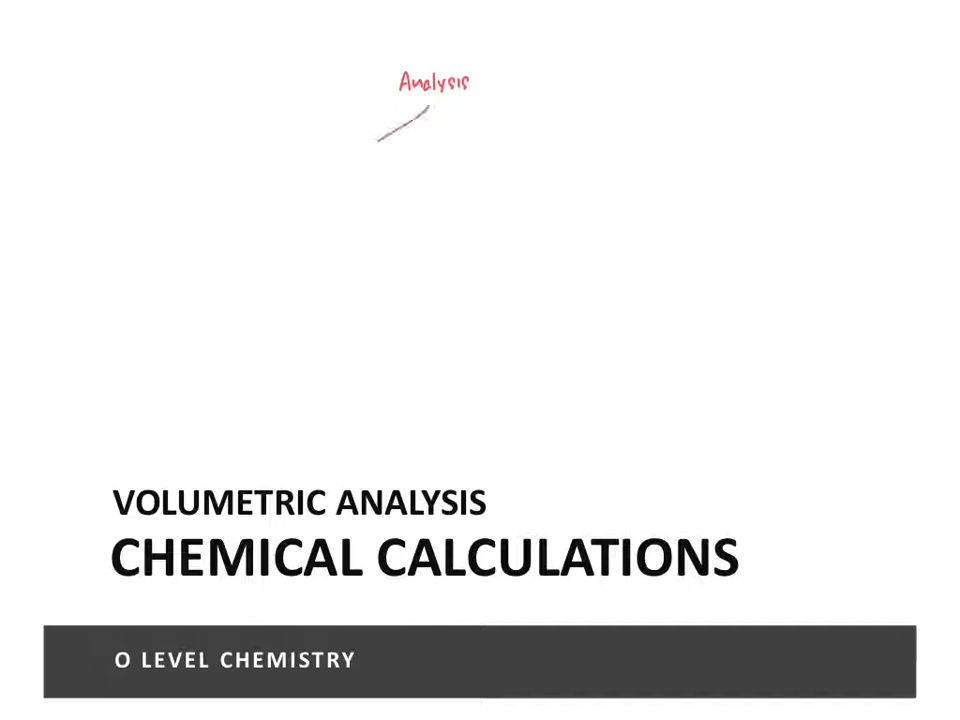 Analysis
VOLUMETRIC ANALYSIS
CHEMICAL CALCULATIONS
O LEVEL CHEMISTRY